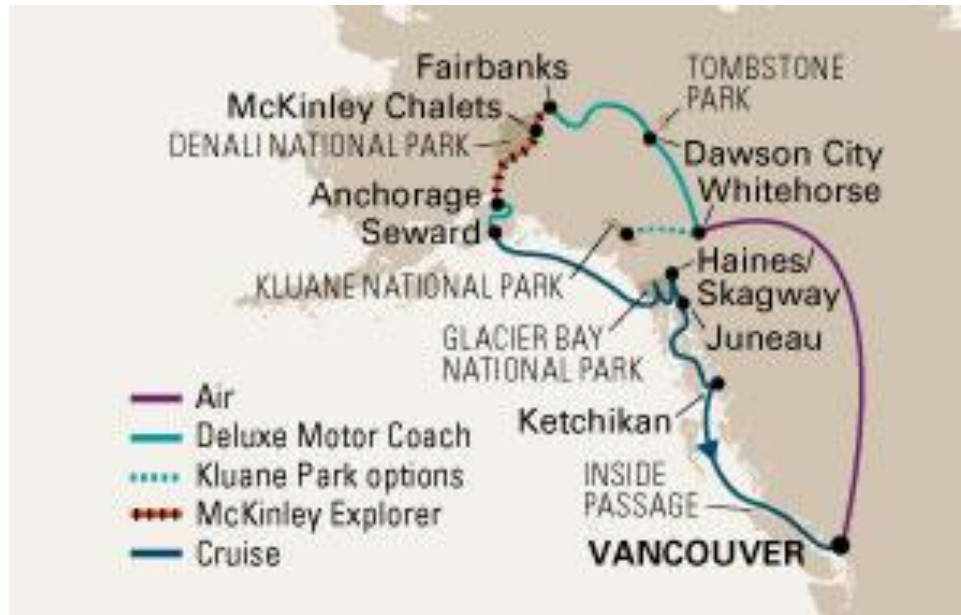 Fairbanks
TOMBSTONE
PARK
McKinley Chalets
DENALI NATIONAL PARK
Dawson City
Anchorage
Whitehorse
Seward
Haines/
Skagway
KLUANE NATIONAL PARK
GLACIER BAY
NATIONAL PARK
Juneau
Ketchikan
INSIDE
PASSAGE
VANCOUVER
Air
Deluxe Motor Coach
Kluane Park options
McKinley Explorer
Cruise